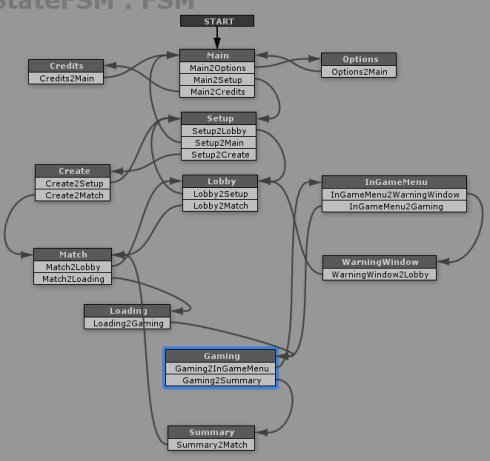 StateFSM : FSM
START
Main
Main2Options
Main2Setup
Main2Credits
Options
Options2Main
Credits
Credits2Main
Setup
Setup2Lobby
Setup2Main
Setup2Create
Create
Create2Setup
Create2Match
Lobby
Lobby2Setup
Lobby2Match
InGameMenu
InGameMenu2WarningWindow
InGameMenu2Gaming
Match
Match2Lobby
Match2Loading
WarningWindow
WarningWindow2Lobby
Loading
Loading2Gaming
Gaming
Gaming2InGameMenu
Gaming2Summary
Summary
Summary2Match